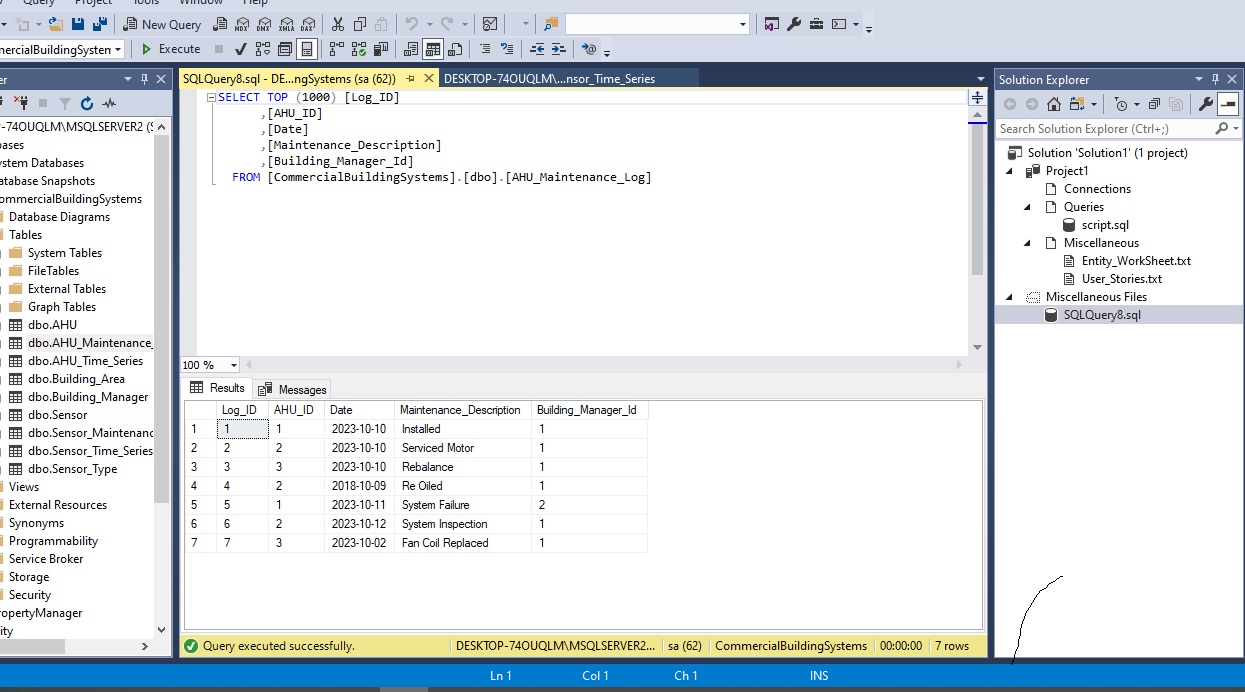 Query Project Tools Window Help
New Query MDX DMX XMLA DAX
mercialBuildingSystem Execute
er
SQLQuery8.sql - DE...ngSystems (sa (62))
DESKTOP-74OUQLM\...nsor_Time_Series
-74OUQLM\MSQLSERVER2 (S
bases
ystem Databases
atabase Snapshots
ommercialBuildingSystems
Database Diagrams
Tables
System Tables
FileTables
External Tables
Graph Tables
dbo.AHU
dbo.AHU_Maintenance_
dbo.AHU_Time_Series
dbo.Building_Area
dbo.Building_Manager
dbo.Sensor
dbo.Sensor_Maintenanc
dbo.Sensor_Time_Series
dbo.Sensor_Type
Views
External Resources
Synonyms
Programmability
Service Broker
Storage
Security
ropertyManager
ity
SELECT TOP (1000) [Log_ID]
,[AHU_ID]
,[Date]
,[Maintenance_Description]
,[Building_Manager_Id]
FROM [CommercialBuildingSystems].[dbo].[AHU_Maintenance_Log]
100 %
Results Messages
Log_ID AHU_ID Date Maintenance_Description Building_Manager_Id
1 1 1 2023-10-10 Installed 1
2 2 2 2023-10-10 Serviced Motor 1
3 3 3 2023-10-10 Rebalance 1
4 4 2 2018-10-09 Re Oiled 1
5 5 1 2023-10-11 System Failure 2
6 6 2 2023-10-12 System Inspection 1
7 7 3 2023-10-02 Fan Coil Replaced 1
Query executed successfully. DESKTOP-74OUQLM\MSQLSERVER2... sa (62) CommercialBuildingSystems 00:00:00 7 rows
Solution Explorer
Search Solution Explorer (Ctrl+;)
Solution 'Solution1' (1 project)
Project1
Connections
Queries
script.sql
Miscellaneous
Entity_WorkSheet.txt
User_Stories.txt
Miscellaneous Files
SQLQuery8.sql
Ln 1 Col 1 Ch 1 INS